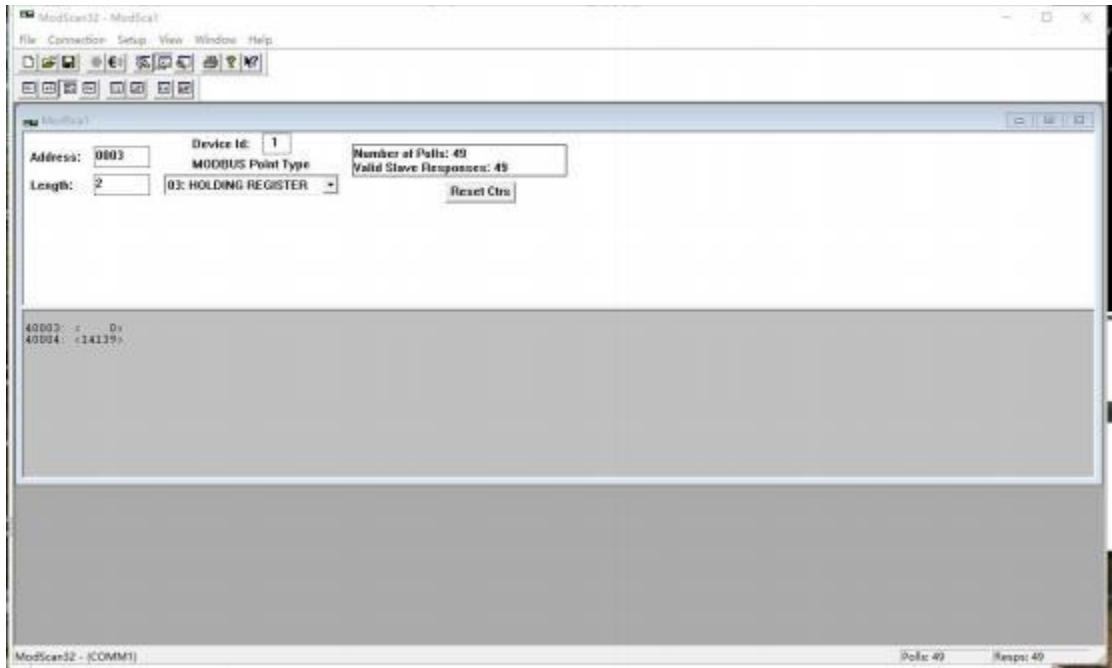 ModScan32 - ModSca1
File Connection Setup View Window Help
ModSca1
Address: 0003
Device Id: 1
MODBUS Point Type
Length: 2
03: HOLDING REGISTER
Number of Polls: 49
Valid Slave Responses: 49
Reset Ctrs
40003: < 0>
40004: <14139>
ModScan32 - (COMM1)
Polls: 49
Resps: 49